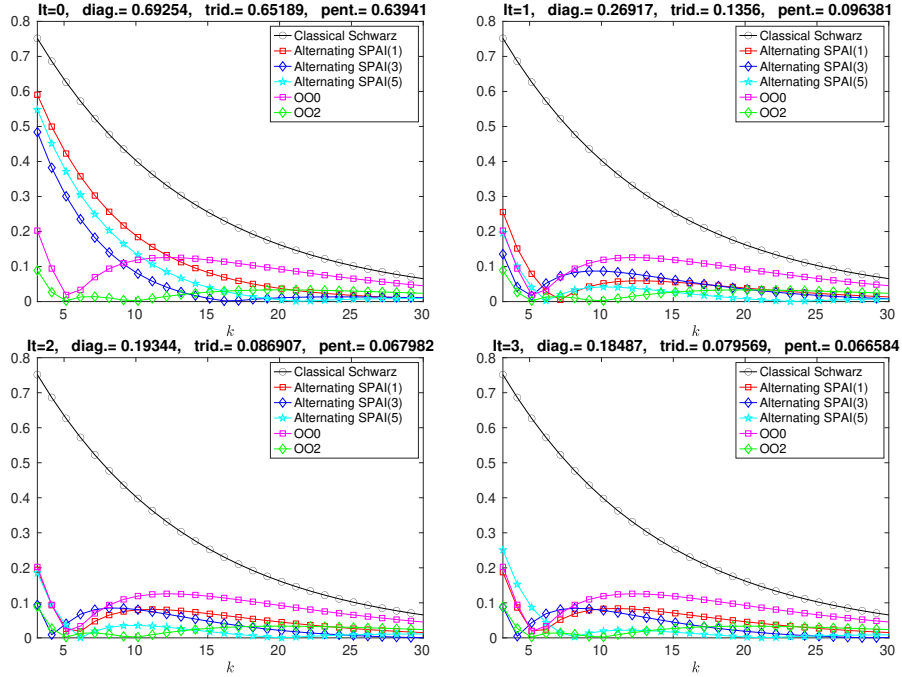 It=0, diag.= 0.69254, trid.= 0.65189, pent.= 0.63941
0.8
0.7
0.6
0.5
0.4
0.3
0.2
0.1
0
5 10 15 20 25 30
k
Classical Schwarz
Alternating SPAI(1)
Alternating SPAI(3)
Alternating SPAI(5)
OO0
OO2
It=1, diag.= 0.26917, trid.= 0.1356, pent.= 0.096381
0.8
0.7
0.6
0.5
0.4
0.3
0.2
0.1
0
5 10 15 20 25 30
k
Classical Schwarz
Alternating SPAI(1)
Alternating SPAI(3)
Alternating SPAI(5)
OO0
OO2
It=2, diag.= 0.19344, trid.= 0.086907, pent.= 0.067982
0.8
0.7
0.6
0.5
0.4
0.3
0.2
0.1
0
5 10 15 20 25 30
k
Classical Schwarz
Alternating SPAI(1)
Alternating SPAI(3)
Alternating SPAI(5)
OO0
OO2
It=3, diag.= 0.18487, trid.= 0.079569, pent.= 0.066584
0.8
0.7
0.6
0.5
0.4
0.3
0.2
0.1
0
5 10 15 20 25 30
k
Classical Schwarz
Alternating SPAI(1)
Alternating SPAI(3)
Alternating SPAI(5)
OO0
OO2